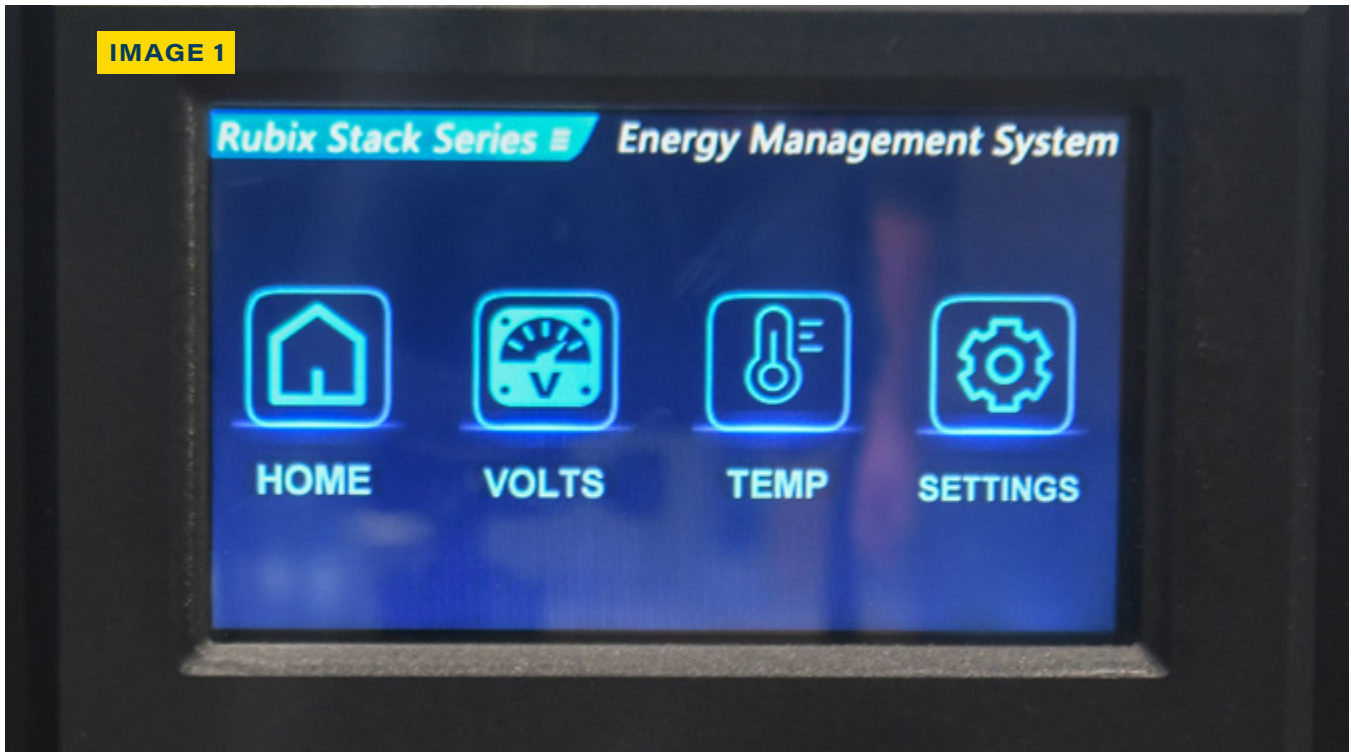 IMAGE 1
Rubix Stack Series Energy Management System
V
HOME VOLTS TEMP SETTINGS